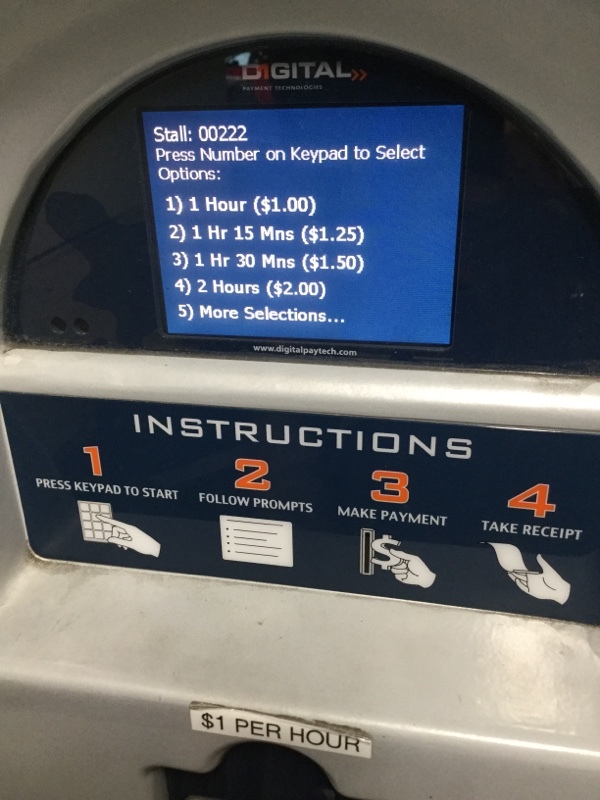 DIGITAL
PAYMENT TECHNOLOGIES
Stall: 00222
Press Number on Keypad to Select
Options:
1) 1 Hour ($1.00)
2) 1 Hr 15 Mns ($1.25)
3) 1 Hr 30 Mns ($1.50)
4) 2 Hours ($2.00)
5) More Selections...
www.digitalpaytech.com
INSTRUCTIONS
1
PRESS KEYPAD TO START
2
FOLLOW PROMPTS
3
MAKE PAYMENT
4
TAKE RECEIPT
$
$1 PER HOUR